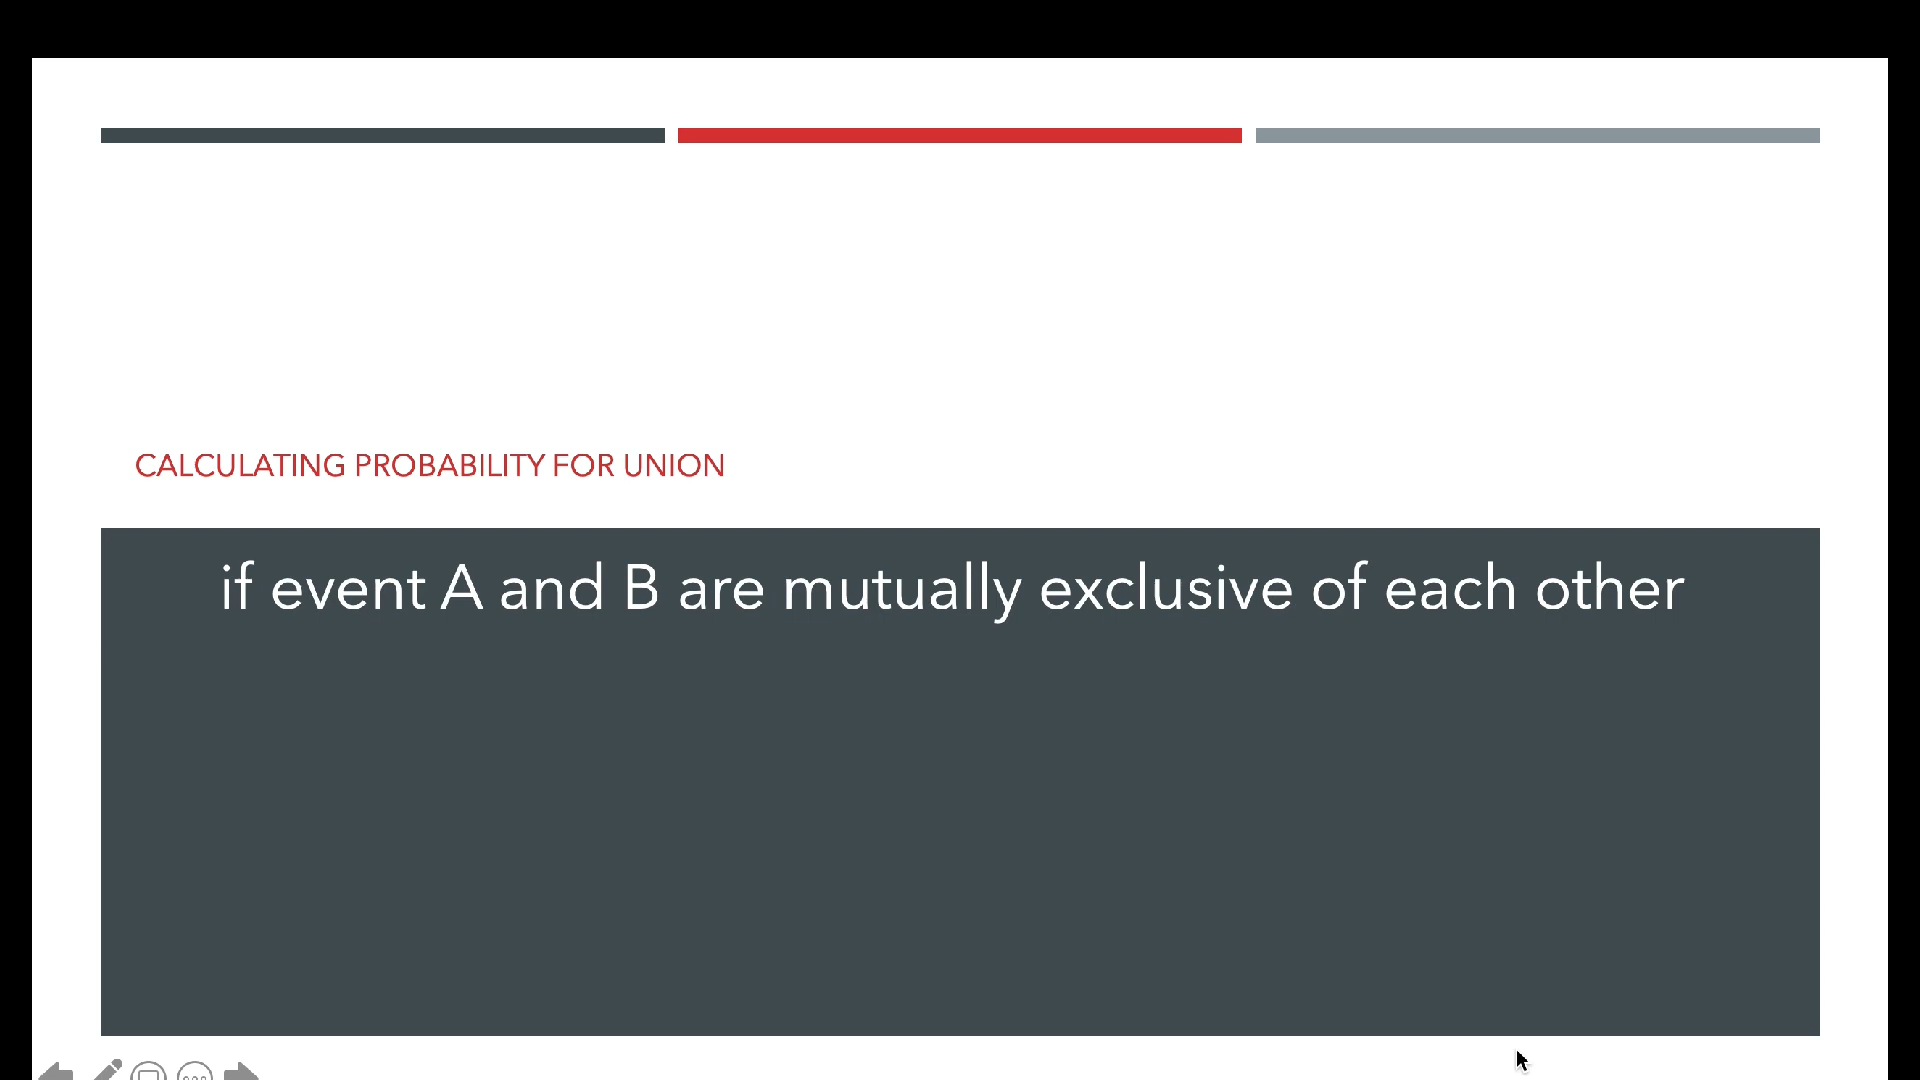 CALCULATING PROBABILITY FOR UNION
if event A and B are mutually exclusive of each other